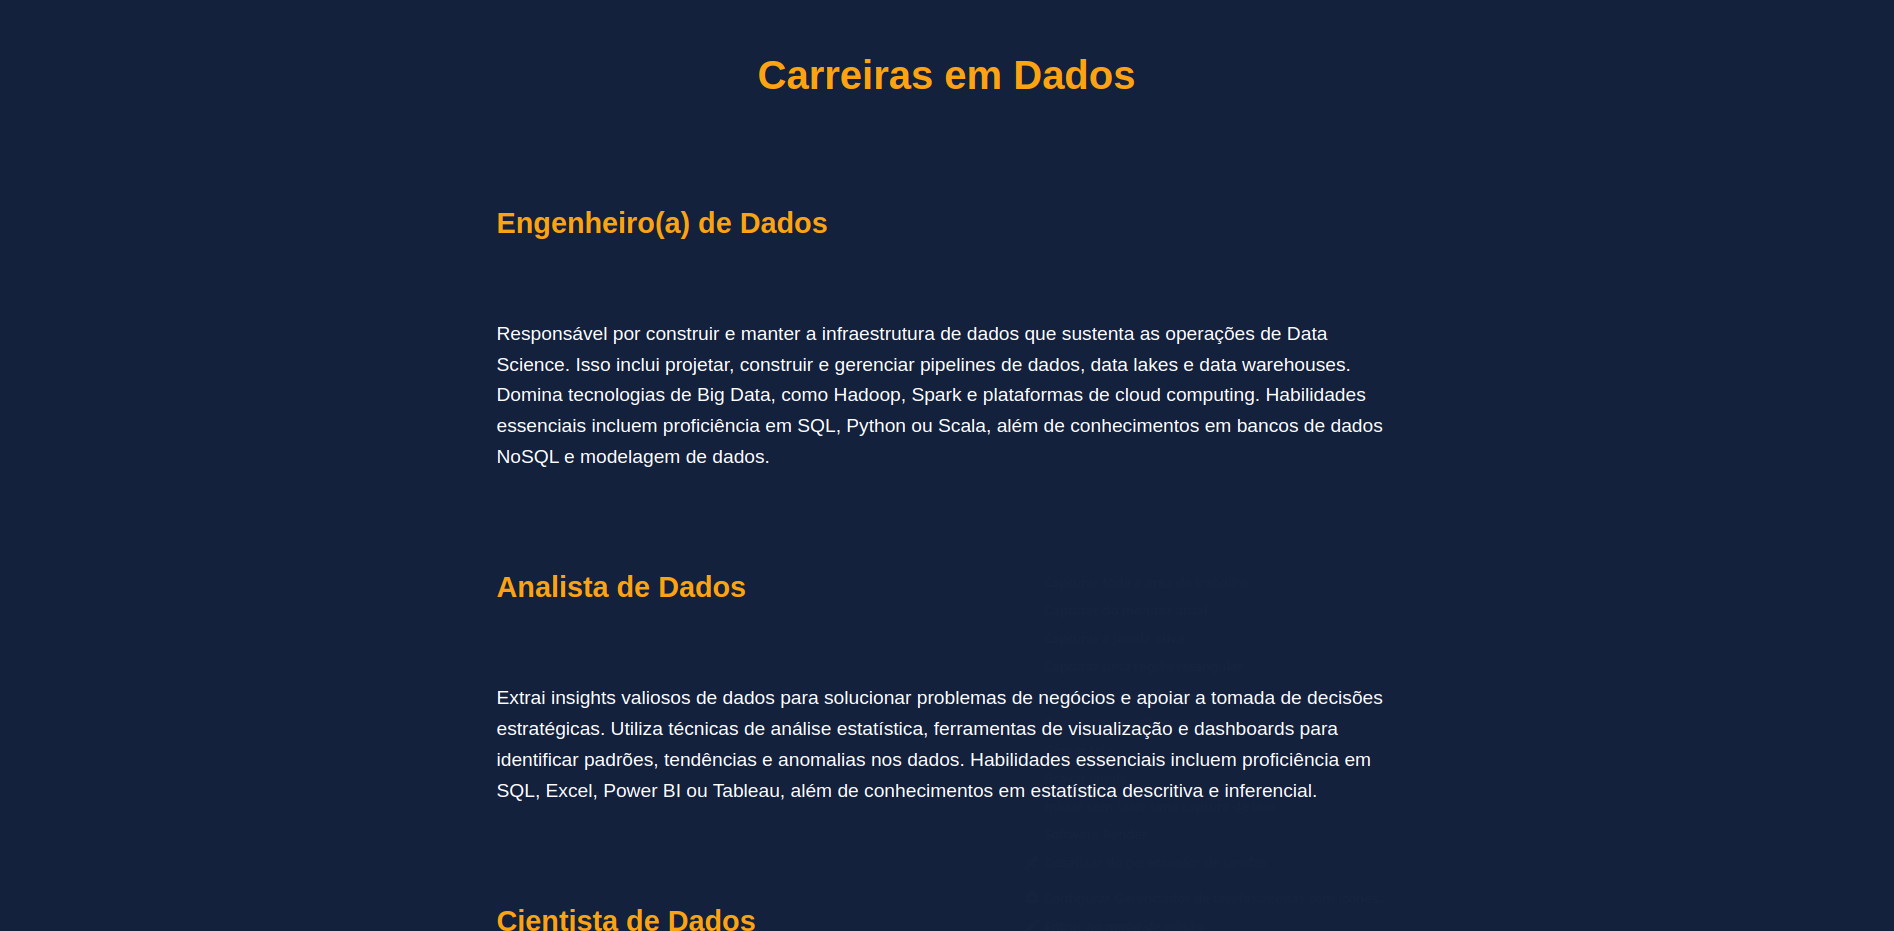 Carreiras em Dados
Engenheiro(a) de Dados
Responsável por construir e manter a infraestrutura de dados que sustenta as operações de Data
Science. Isso inclui projetar, construir e gerenciar pipelines de dados, data lakes e data warehouses.
Domina tecnologias de Big Data, como Hadoop, Spark e plataformas de cloud computing. Habilidades
essenciais incluem proficiência em SQL, Python ou Scala, além de conhecimentos em bancos de dados
NoSQL e modelagem de dados.
Analista de Dados
Extrai insights valiosos de dados para solucionar problemas de negócios e apoiar a tomada de decisões
estratégicas. Utiliza técnicas de análise estatística, ferramentas de visualização e dashboards para
identificar padrões, tendências e anomalias nos dados. Habilidades essenciais incluem proficiência em
SQL, Excel, Power BI ou Tableau, além de conhecimentos em estatística descritiva e inferencial.
Cientista de Dados